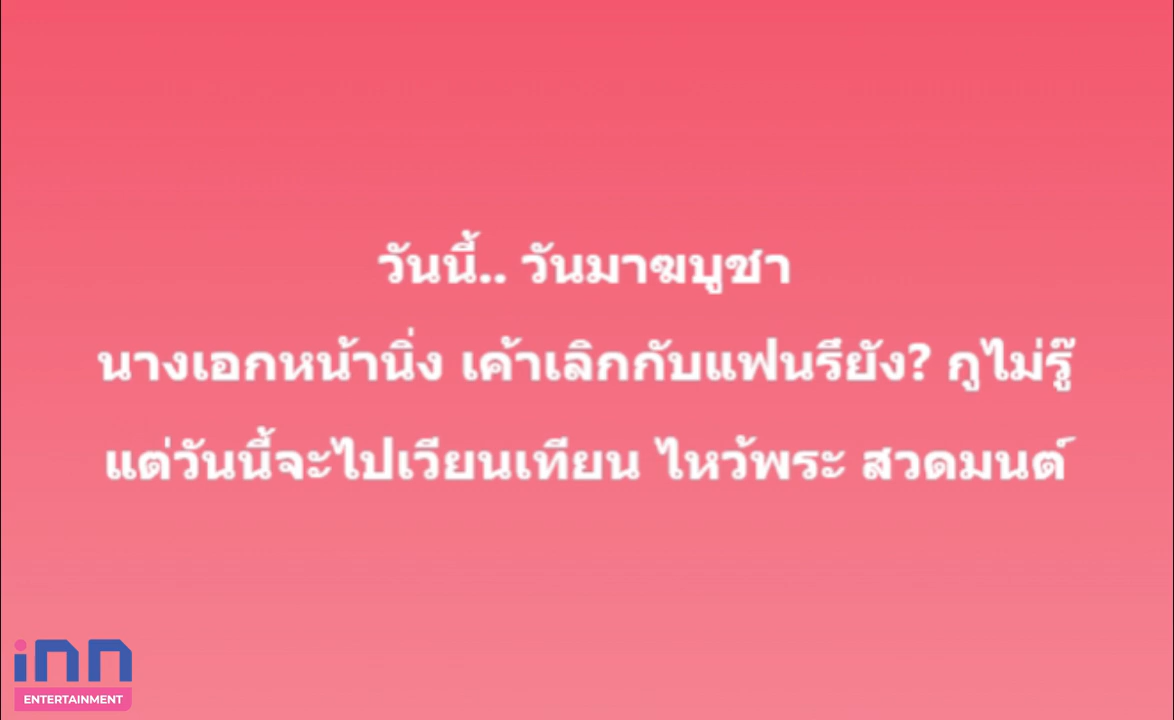 วันนี้.. วันมาฆบูชา
นางเอกหน้านิ่ง เค้าเลิกกับแฟนรึยัง? กูไม่รู๊
แต่วันนี้จะไปเวียนเทียน ไหว้พระ สวดมนต์
inn
ENTERTAINMENT